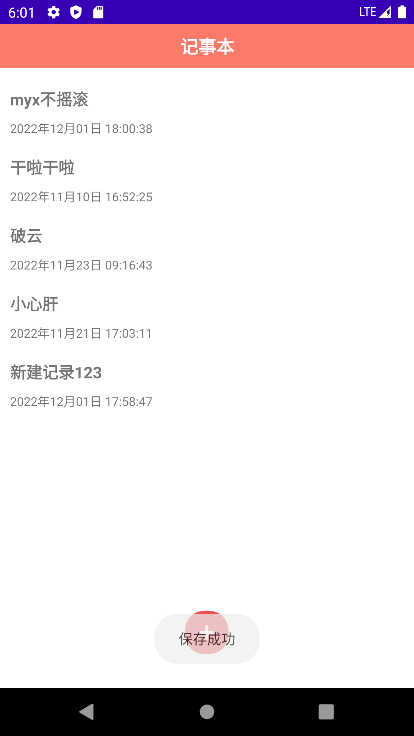 6:01 LTE
记事本
myx不摇滚
2022年12月01日 18:00:38
干啦干啦
2022年11月10日 16:52:25
破云
2022年11月23日 09:16:43
小心肝
2022年11月21日 17:03:11
新建记录123
2022年12月01日 17:58:47
保存成功